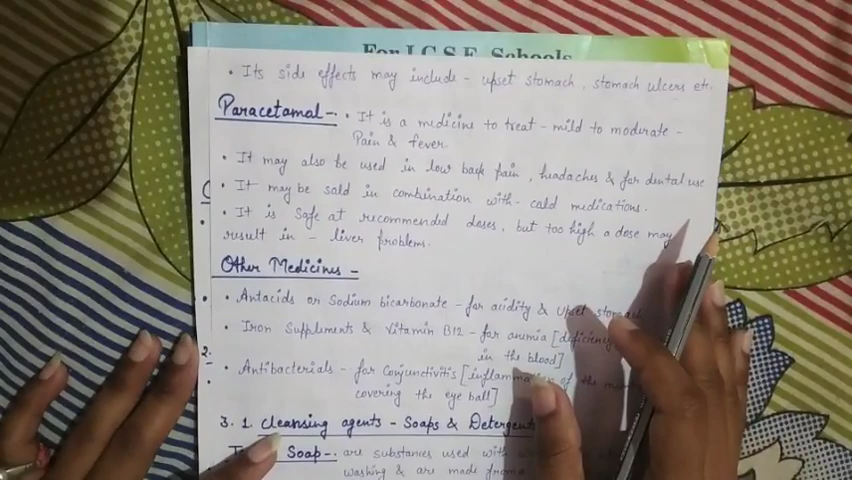 For I.C.S.E. Schools
• Its side effects may include - upset stomach, stomach ulcers etc.
Paracetamal - • It is a medicine to treat - mild to moderate -
Pain & fever
• It may also be used in low back pain, headaches & for dental use
• It may be sold in combination with - cold medications.
• It is Safe at recommended doses, but too high a dose may
result in - liver problems.
Other Medicines -
• Antacids or Sodium bicarbonate - for acidity & upset stomach
• Iron Suppliments & Vitamin B12 - for anumia [deficiency
in the blood]
2.
• Antibacterials - for Conjunctivitis [inflammation of the
covering the eye ball]
3. 1. Cleansing agents - Soaps & Detergent
Soap - are substances used with
washing & are made from